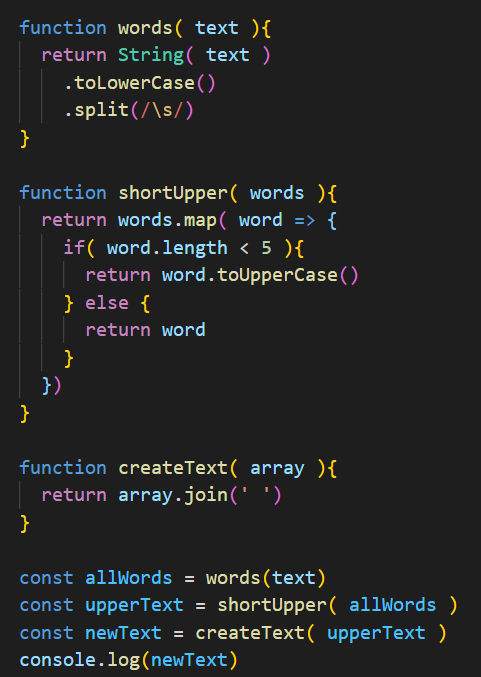 function words( text ){
  return String( text )
    .toLowerCase()
    .split(/\s/)
}

function shortUpper( words ){
  return words.map( word => {
    if( word.length < 5 ){
      return word.toUpperCase()
    } else {
      return word
    }
  })
}

function createText( array ){
  return array.join(' ')
}

const allWords = words(text)
const upperText = shortUpper( allWords )
const newText = createText( upperText )
console.log(newText)